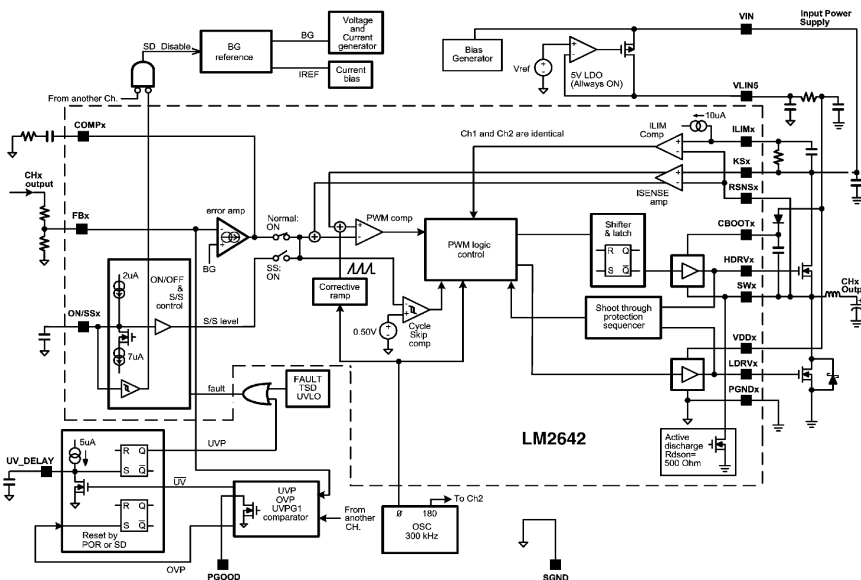 Voltage
and
Current
generator
BG
BG
reference
IREF
Current
bias
SD_Disable
From another Ch.
Bias
Generator
Vref
5V LDO
(Allways ON)
VIN
Input Power
Supply
VLIN5
COMPx
CHx
output
FBx
error amp
BG
Normal:
ON
SS:
ON
PWM comp
Corrective
ramp
0.50V
Cycle
Skip
comp
Ch1 and Ch2 are identical
10uA
ILIM
Comp
ILIMx
KSx
RSNSx
ISENSE
amp
PWM logic
control
Shifter
& latch
R Q
S Q
Shoot through
protection
sequencer
CBOOTx
HDRVx
SWx
CHx
Output
VDDx
LDRVx
PGNDx
Active
discharge
Rdson=
500 Ohm
LM2642
2uA
ON/OFF
&
S/S
control
ON/SSx
7uA
S/S level
fault
FAULT
TSD
UVLO
UVP
5uA
UV_DELAY
R Q
S Q
UV
R Q
S Q
Reset by
POR or SD
OVP
UVP
OVP
UVPG1
comparator
From
another
CH.
PGOOD
To Ch2
Ø 180
OSC
300 kHz
SGND